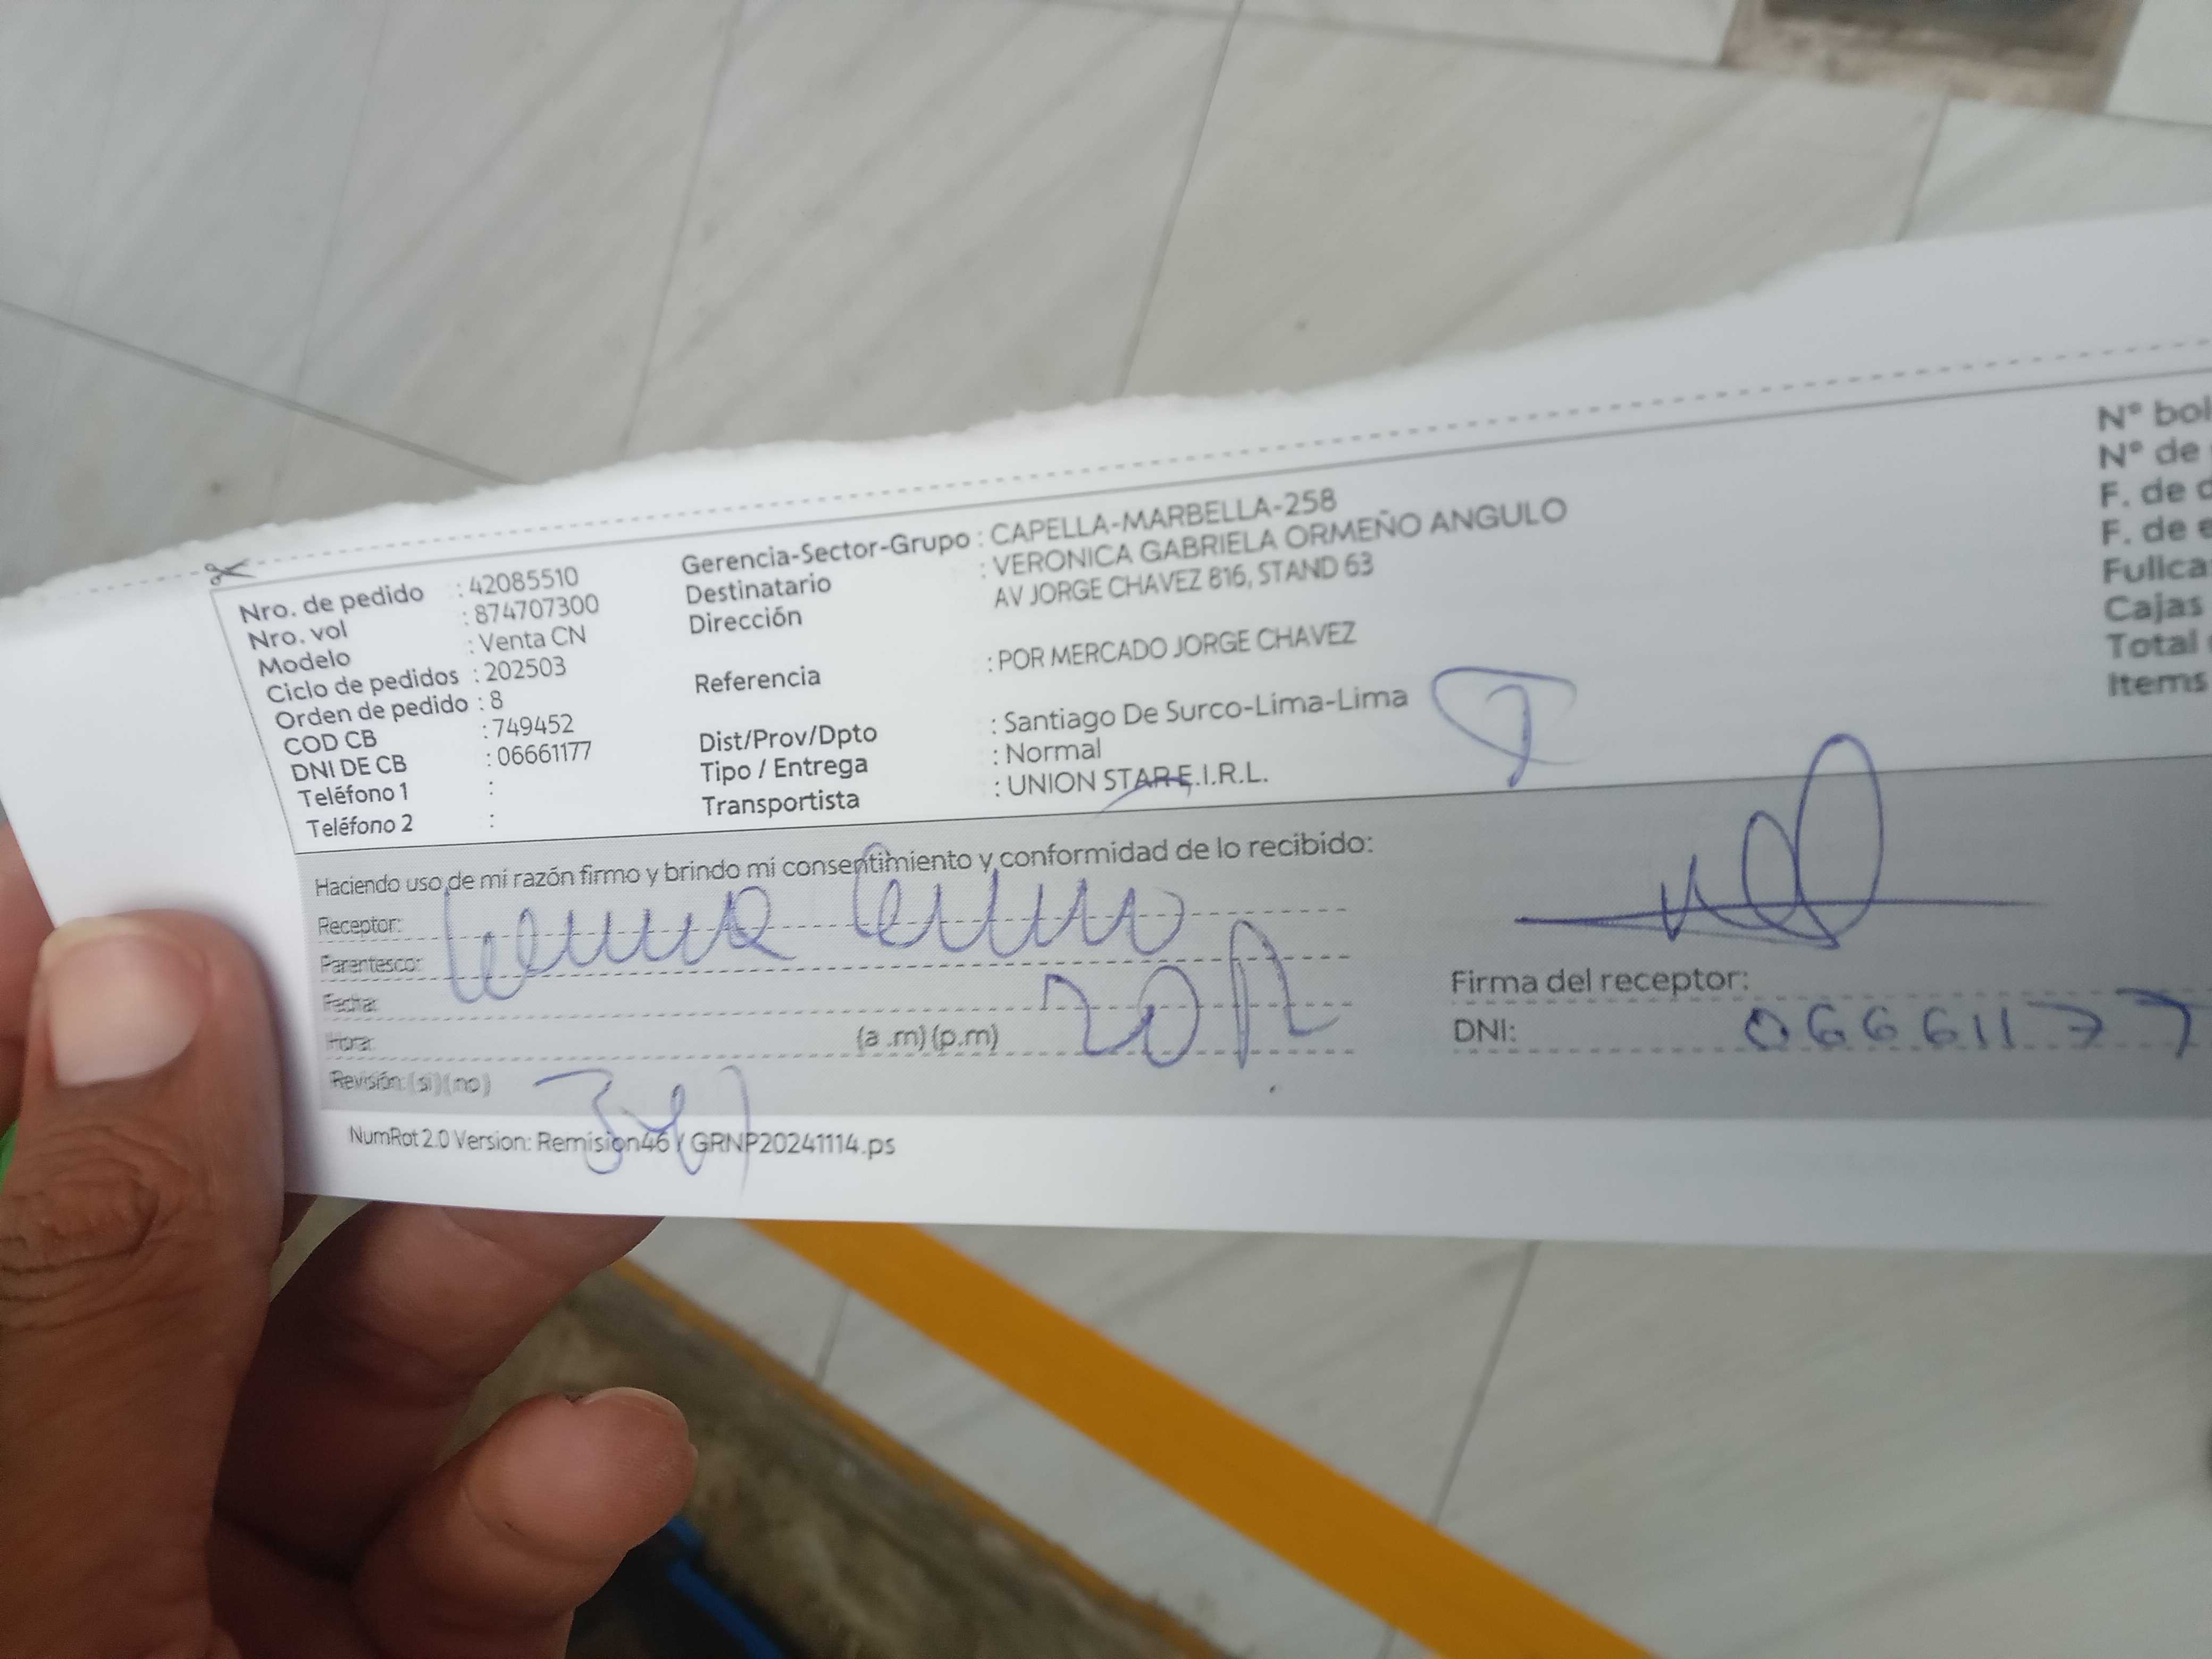 Nro. de pedido : 42085510
Nro. vol : 874707300
Modelo : Venta CN
Ciclo de pedidos : 202503
Orden de pedido : 8
COD CB : 749452
DNI DE CB : 06661177
Teléfono 1 :
Teléfono 2 :
Gerencia-Sector-Grupo : CAPELLA-MARBELLA-258
Destinatario : VERONICA GABRIELA ORMEÑO ANGULO
Dirección AV JORGE CHAVEZ 816, STAND 63
Referencia : POR MERCADO JORGE CHAVEZ
Dist/Prov/Dpto : Santiago De Surco-Lima-Lima
Tipo / Entrega : Normal
Transportista : UNION STAR E.I.R.L.
Nº bol
Nº de
F. de d
F. de e
Fullca
Cajas
Total
Items
Haciendo uso de mi razón firmo y brindo mi consentimiento y conformidad de lo recibido:
Receptor:
Parentesco:
Fecha:
Hora: (a .m) (p.m)
Revisión: (si) (no)
Firma del receptor:
DNI: 06661177
NumRot 2.0 Version: Remision46 / GRNP20241114.ps